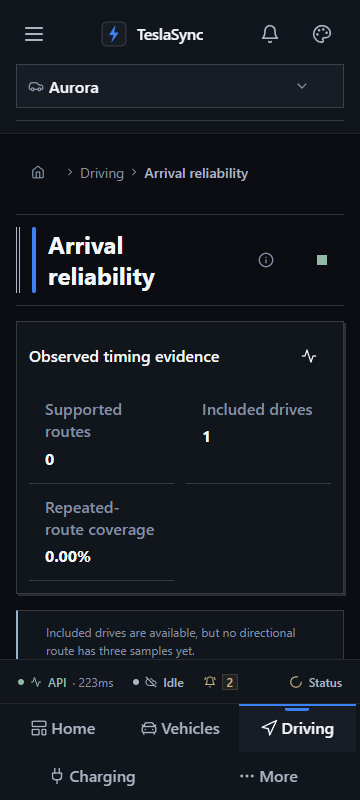 TeslaSync
Aurora
Driving
Arrival reliability
Arrival
reliability
Observed timing evidence
Supported
routes
0
Included drives
1
Repeated-
route coverage
0.00%
Included drives are available, but no directional
route has three samples yet.
API · 223ms
Idle
2
Status
Home
Vehicles
Driving
Charging
More